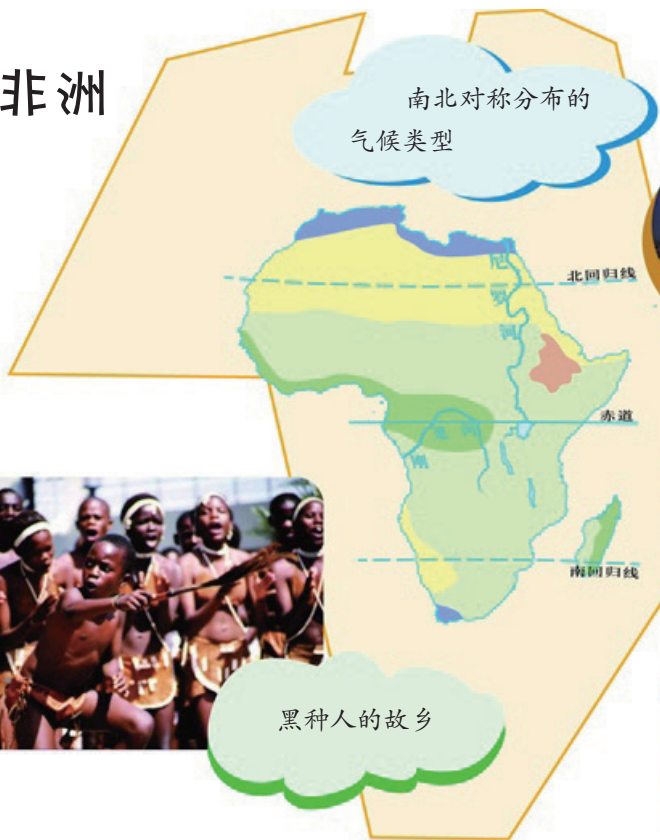 非洲
南北对称分布的
气候类型
尼罗河
北回归线
赤道
刚果河
南回归线
黑种人的故乡